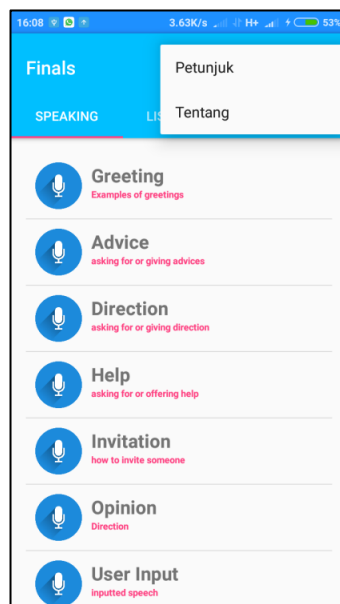 16:08 3.63K/s H+ 53%
Finals
Petunjuk
Tentang
SPEAKING LIS
Greeting
Examples of greetings
Advice
asking for or giving advices
Direction
asking for or giving direction
Help
asking for or offering help
Invitation
how to invite someone
Opinion
Direction
User Input
inputted speech